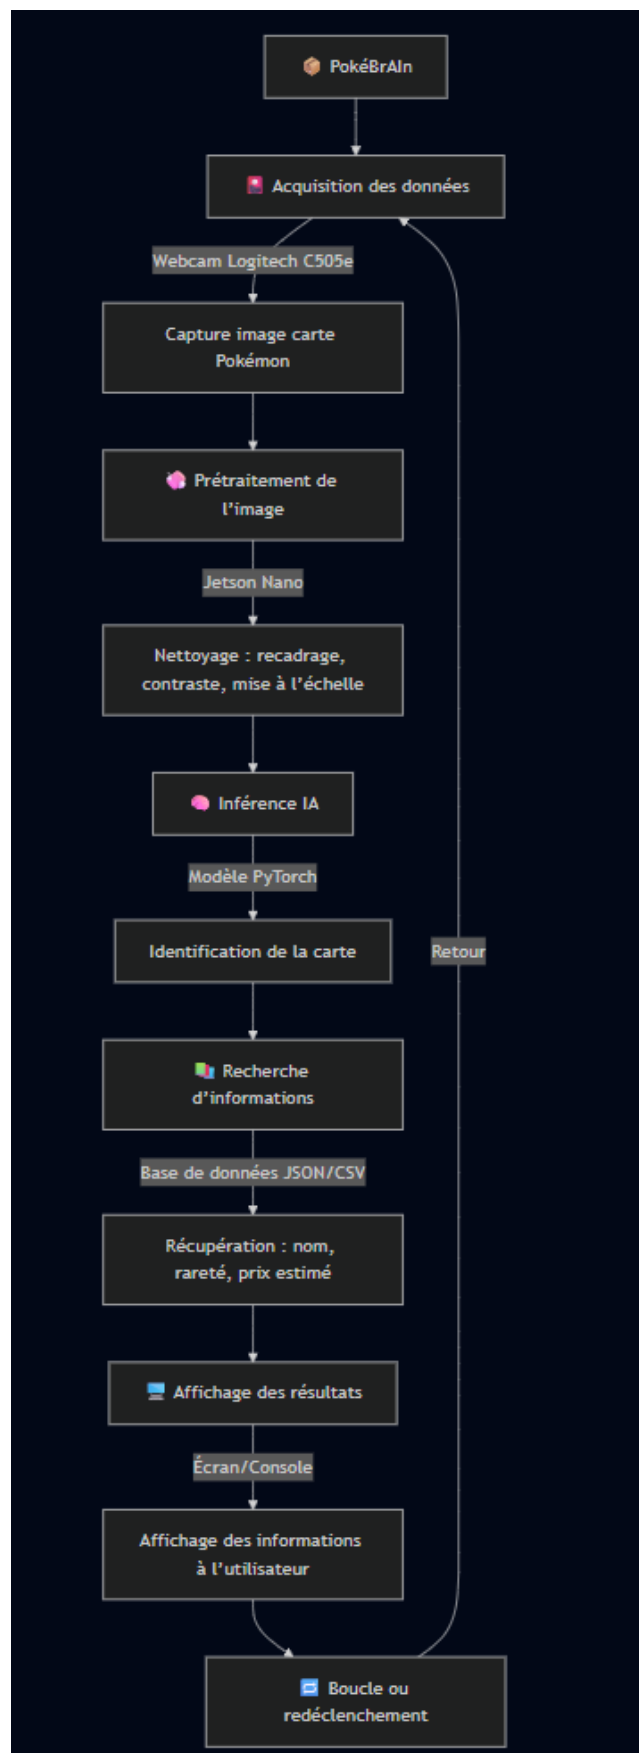 📦 PokéBrAIn
🎴 Acquisition des données
Webcam Logitech C505e
Capture image carte
Pokémon
🧼 Prétraitement de
l’image
Jetson Nano
Nettoyage : recadrage,
contraste, mise à l’échelle
🧠 Inférence IA
Modèle PyTorch
Identification de la carte
Retour
📚 Recherche
d’informations
Base de données JSON/CSV
Récupération : nom,
rareté, prix estimé
🖥️ Affichage des résultats
Écran/Console
Affichage des informations
à l’utilisateur
🔁 Boucle ou
redéclenchement